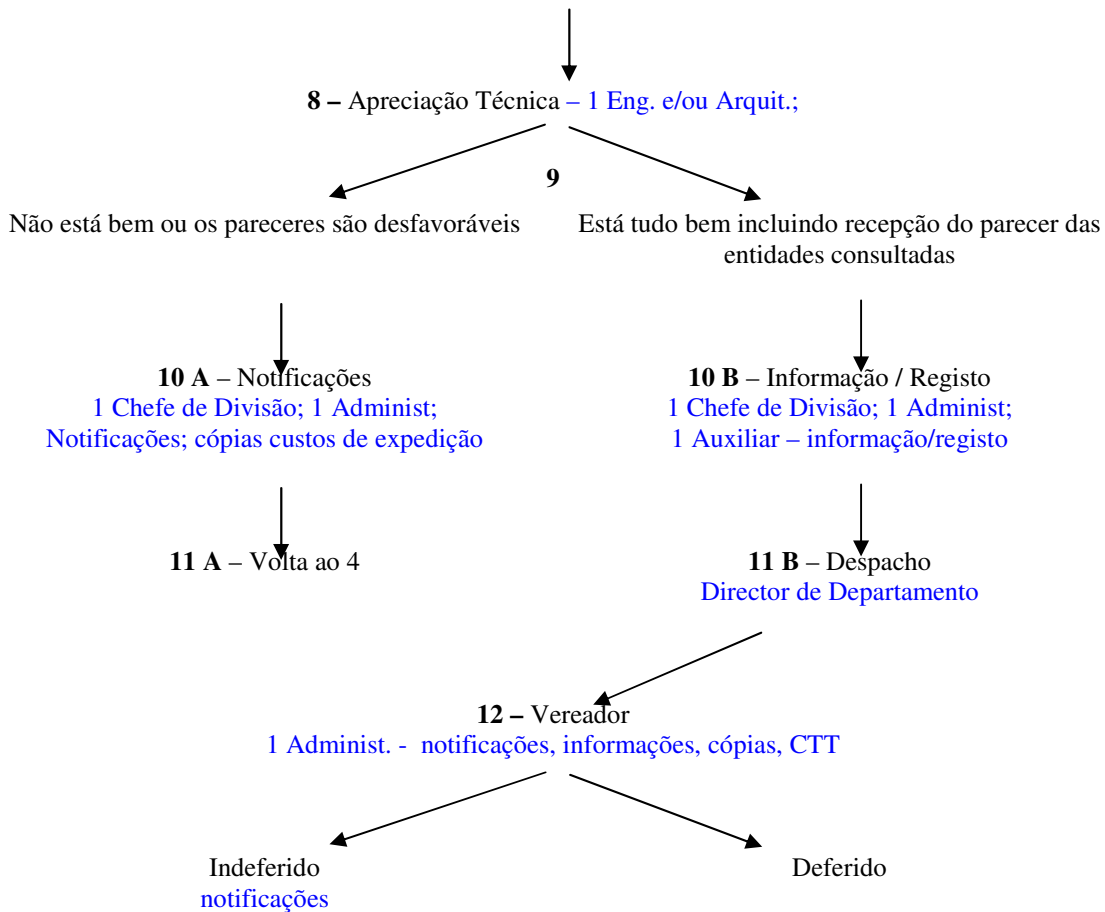 8 – Apreciação Técnica – 1 Eng. e/ou Arquit.;
9
Não está bem ou os pareceres são desfavoráveis
Está tudo bem incluindo recepção do parecer das
entidades consultadas
10 A – Notificações
1 Chefe de Divisão; 1 Administ;
Notificações; cópias custos de expedição
10 B – Informação / Registo
1 Chefe de Divisão; 1 Administ;
1 Auxiliar – informação/registo
11 A – Volta ao 4
11 B – Despacho
Director de Departamento
12 – Vereador
1 Administ. - notificações, informações, cópias, CTT
Indeferido
notificações
Deferido